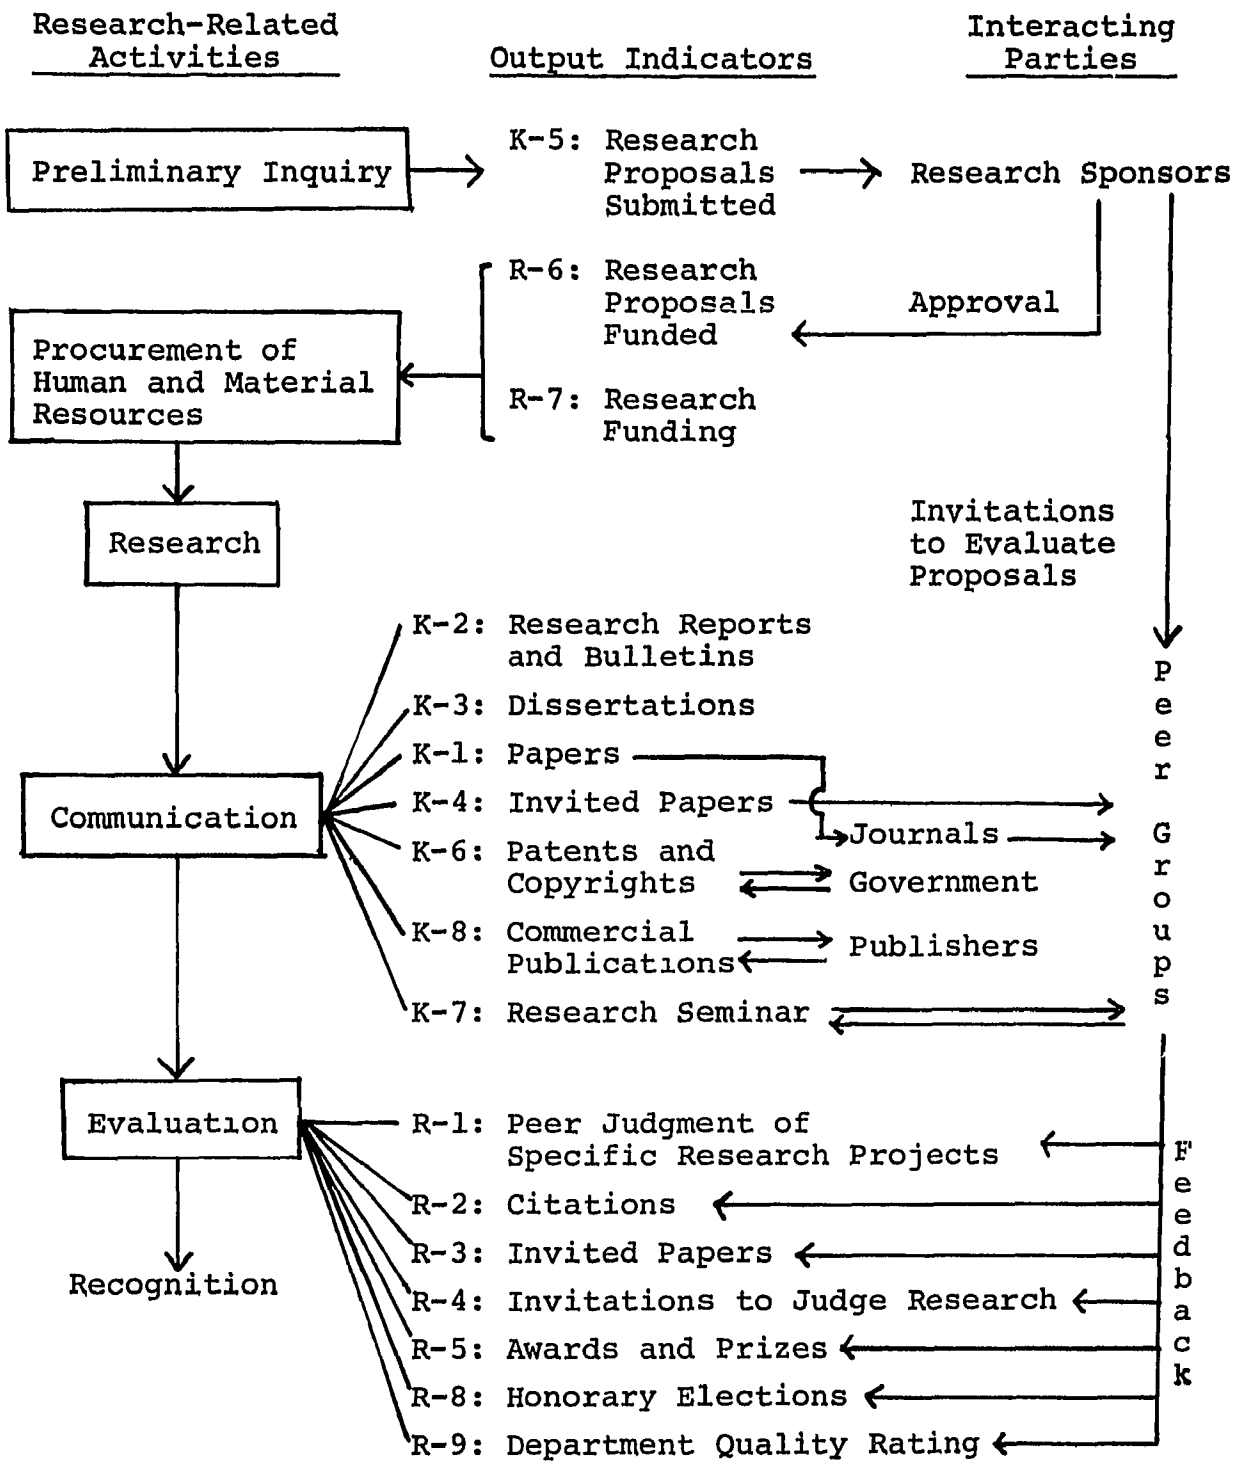 Research-Related
Activities
Output Indicators
Interacting
Parties
Preliminary Inquiry
K-5: Research
Proposals
Submitted
Research Sponsors
R-6: Research
Proposals
Funded
Approval
Procurement of
Human and Material
Resources
R-7: Research
Funding
Research
Invitations
to Evaluate
Proposals
K-2: Research Reports
and Bulletins
K-3: Dissertations
K-1: Papers
K-4: Invited Papers
Journals
Communication
K-6: Patents and
Copyrights
Government
K-8: Commercial
Publications
Publishers
K-7: Research Seminar
Peer Groups
Evaluation
R-1: Peer Judgment of
Specific Research Projects
R-2: Citations
R-3: Invited Papers
Recognition
R-4: Invitations to Judge Research
R-5: Awards and Prizes
R-8: Honorary Elections
R-9: Department Quality Rating
Feedback